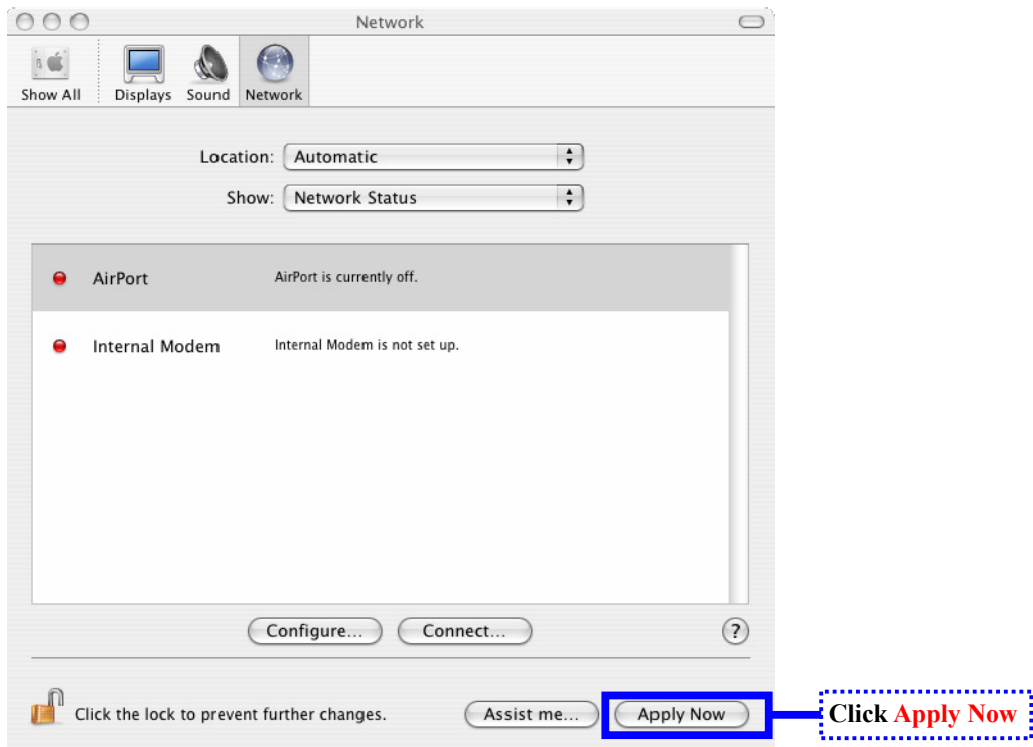 Network
Show All Displays Sound Network
Location: Automatic
Show: Network Status
AirPort AirPort is currently off.
Internal Modem Internal Modem is not set up.
Configure... Connect... ?
Click the lock to prevent further changes. Assist me... Apply Now Click Apply Now